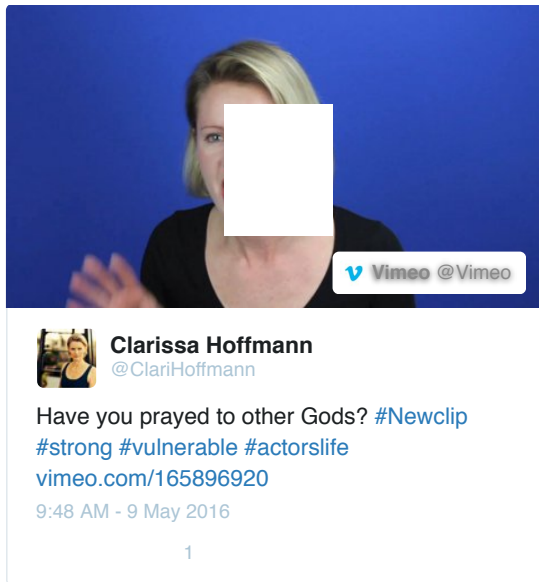 Vimeo @Vimeo
Clarissa Hoffmann
@ClariHoffmann
Have you prayed to other Gods? #Newclip
#strong #vulnerable #actorslife
vimeo.com/165896920
9:48 AM - 9 May 2016
1